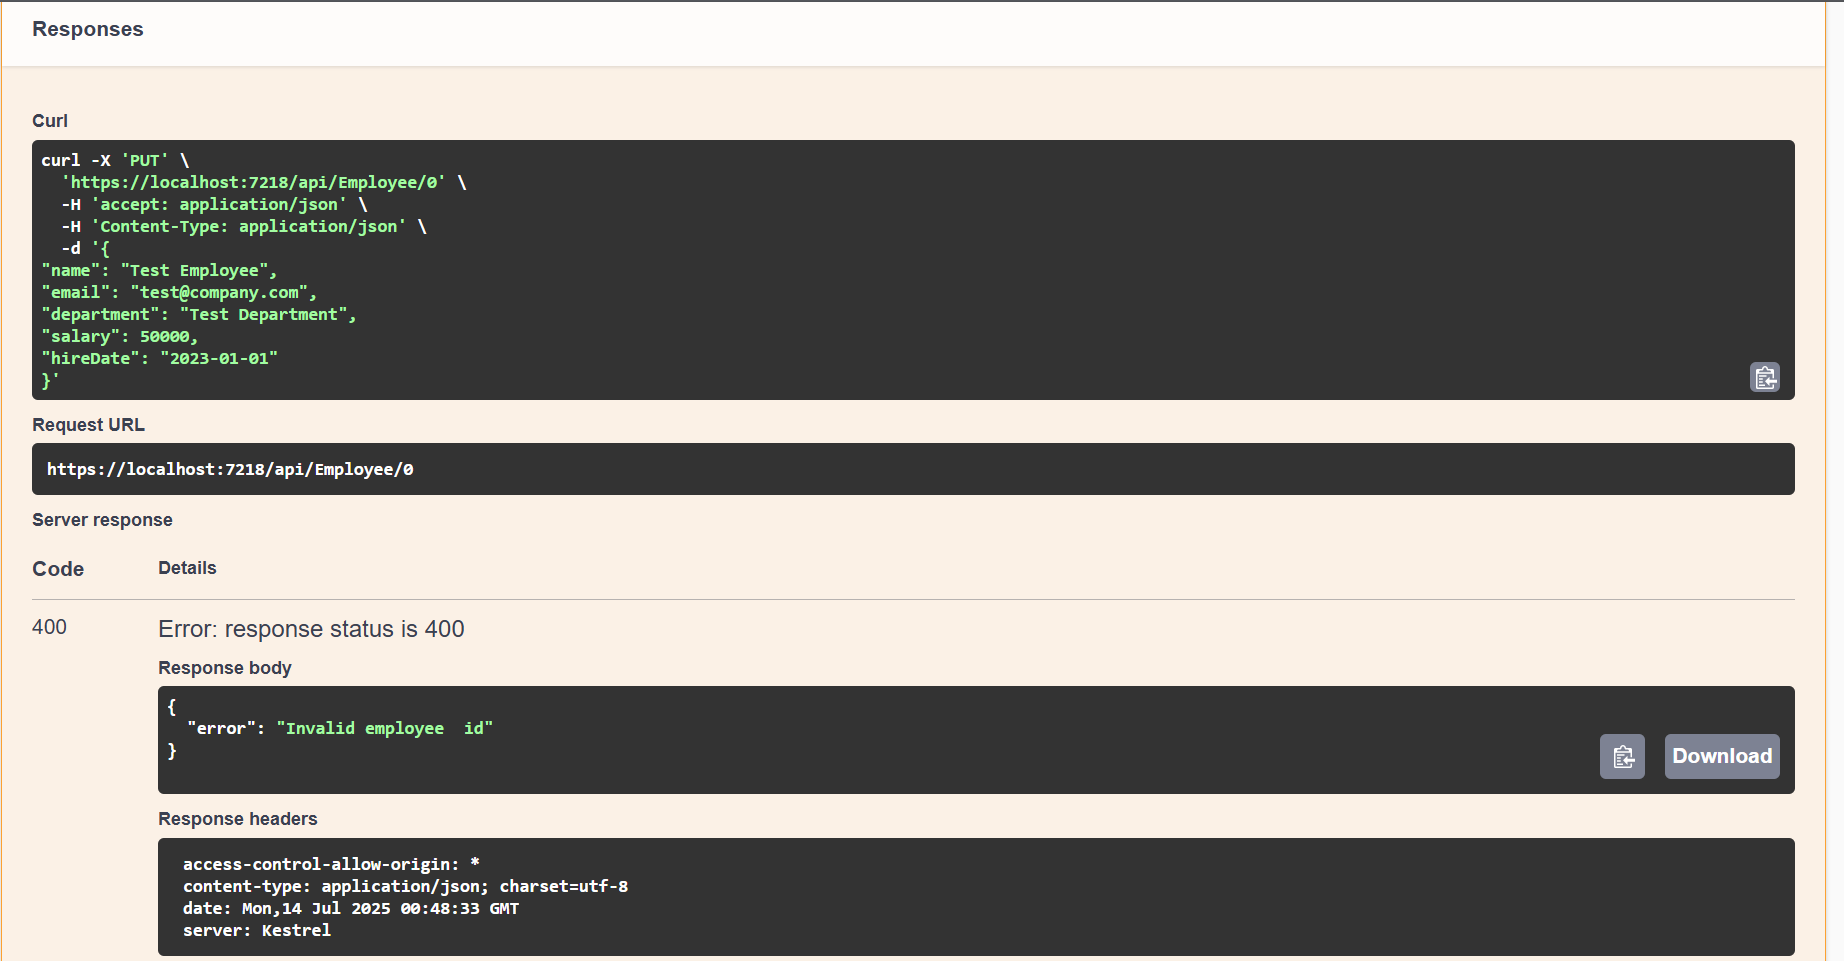 Responses
Curl
curl -X 'PUT' \
  'https://localhost:7218/api/Employee/0' \
  -H 'accept: application/json' \
  -H 'Content-Type: application/json' \
  -d '{
"name": "Test Employee",
"email": "test@company.com",
"department": "Test Department",
"salary": 50000,
"hireDate": "2023-01-01"
}'
Request URL
https://localhost:7218/api/Employee/0
Server response
Code Details
400 Error: response status is 400
Response body
{
  "error": "Invalid employee  id"
}
Download
Response headers
access-control-allow-origin: *
content-type: application/json; charset=utf-8
date: Mon,14 Jul 2025 00:48:33 GMT
server: Kestrel